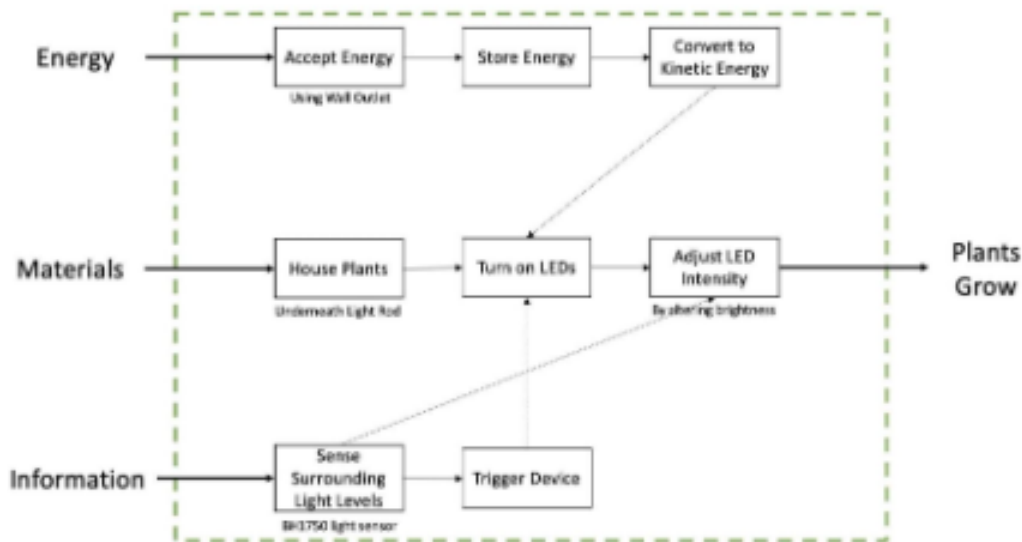 Energy
Accept Energy
Using Wall Outlet
Store Energy
Convert to
Kinetic Energy
Materials
House Plants
Underneath Light Rod
Turn on LEDs
Adjust LED
Intensity
By altering brightness
Plants
Grow
Information
Sense
Surrounding
Light Levels
BH1750 light sensor
Trigger Device